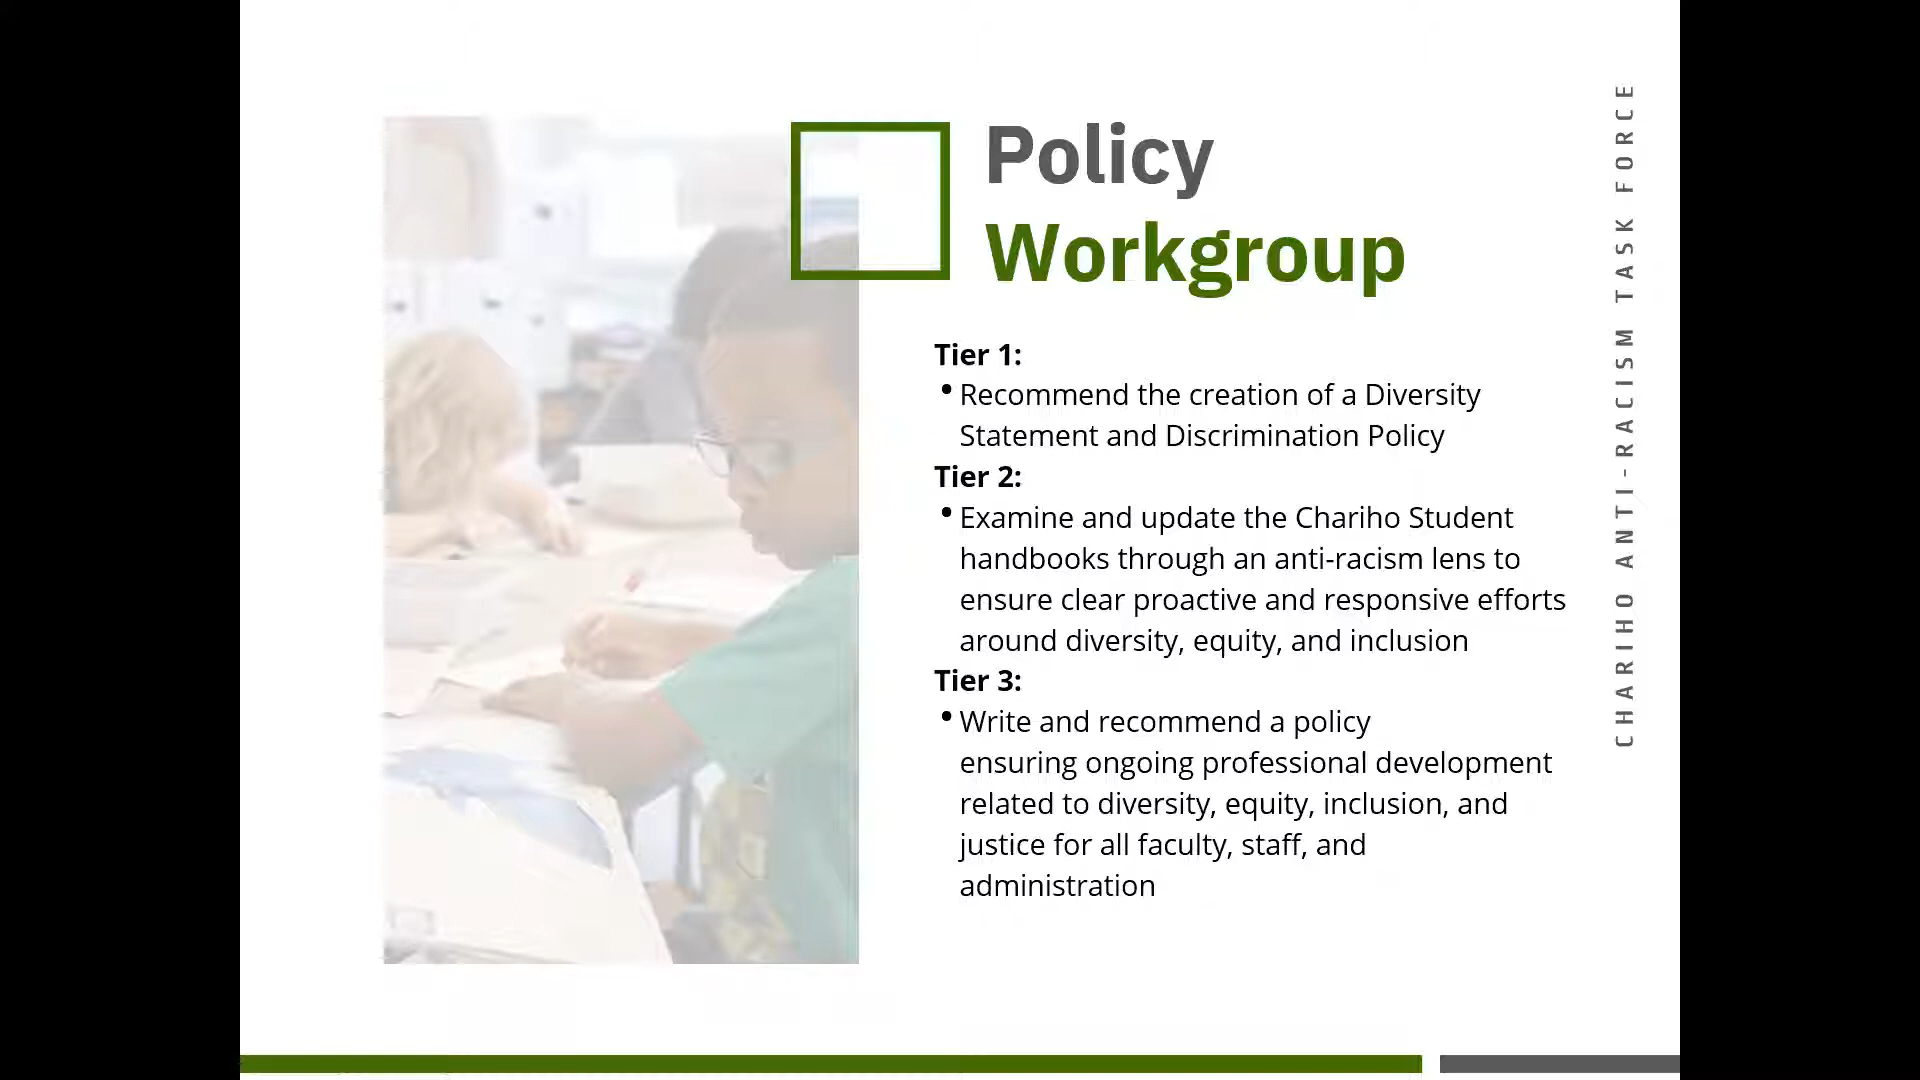 Policy
Workgroup
Tier 1:
• Recommend the creation of a Diversity
Statement and Discrimination Policy
Tier 2:
• Examine and update the Chariho Student
handbooks through an anti-racism lens to
ensure clear proactive and responsive efforts
around diversity, equity, and inclusion
Tier 3:
• Write and recommend a policy
ensuring ongoing professional development
related to diversity, equity, inclusion, and
justice for all faculty, staff, and
administration
CHARIHO ANTI-RACISM TASK FORCE